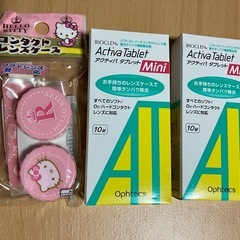 HELLO KITTY
コンタクト
レンズケース
R
BIOCLEN
Activa Tablet
アクティバ タブレット Mini
お手持ちのレンズケースで
簡単タンパク除去
すべてのソフト/
O₂・ハードコンタクト
レンズに対応
10錠
Ophtecs
BIOCLEN
Activa Tablet
アクティバ タブレット Mini
お手持ちのレンズケースで
簡単タンパク除去
すべてのソフト/
O₂・ハードコンタクト
レンズに対応
10錠
Ophtecs